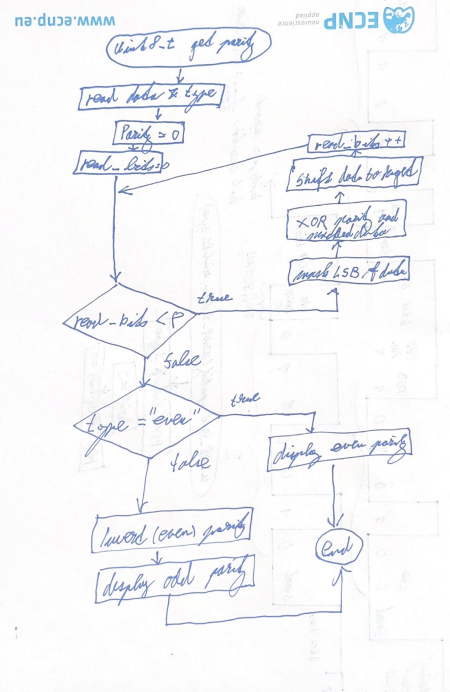 www.ecnp.eu
neuroscience
applied
ECNP
uint8_t get parity
read data & type
Parity = 0
read_bits=0
read_bits++
Shift data to right
XOR parity and
masked data
mask LSB of data
read_bits <
true
false
type = "even"
true
false
display even parity
Invert (even) parity
display odd parity
end